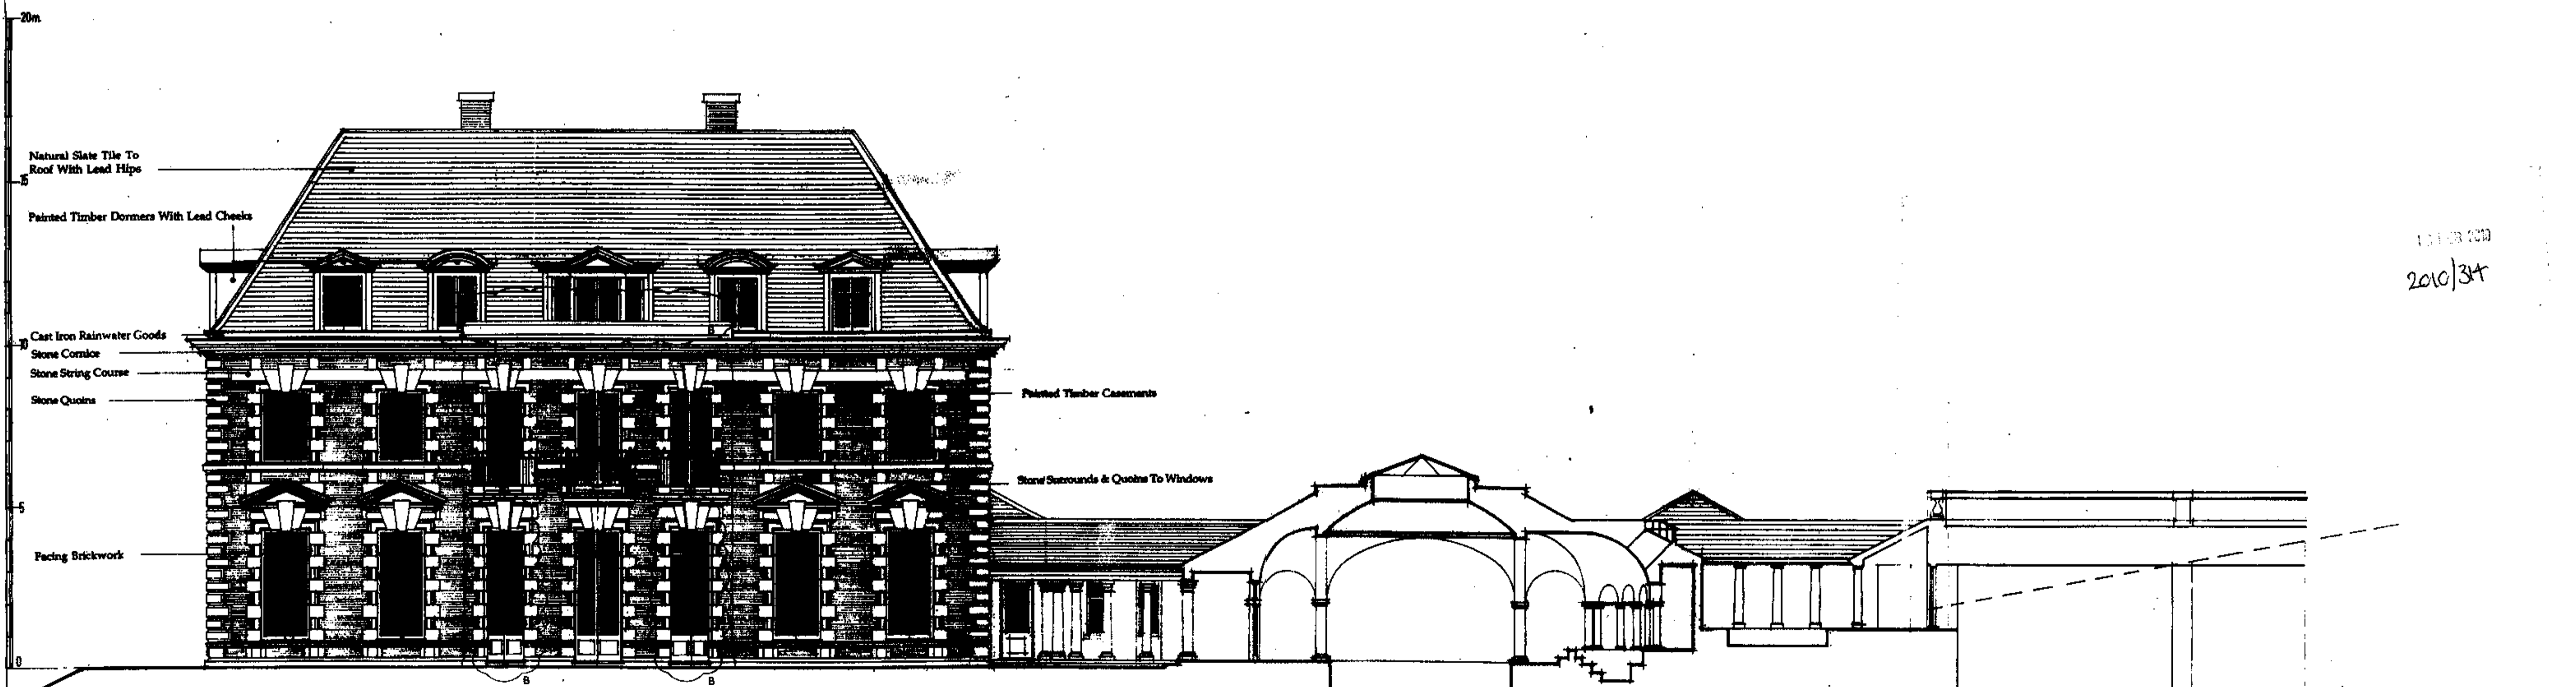 20m
Natural Slate Tile To
Roof With Lead Hips
15
Painted Timber Dormers With Lead Cheeks
2010/314
Cast Iron Rainwater Goods
B
10
Stone Cornice
Stone String Course
Stone Quoins
Painted Timber Casements
Stone Surrounds & Quoins To Windows
5
Facing Brickwork
0
B
B